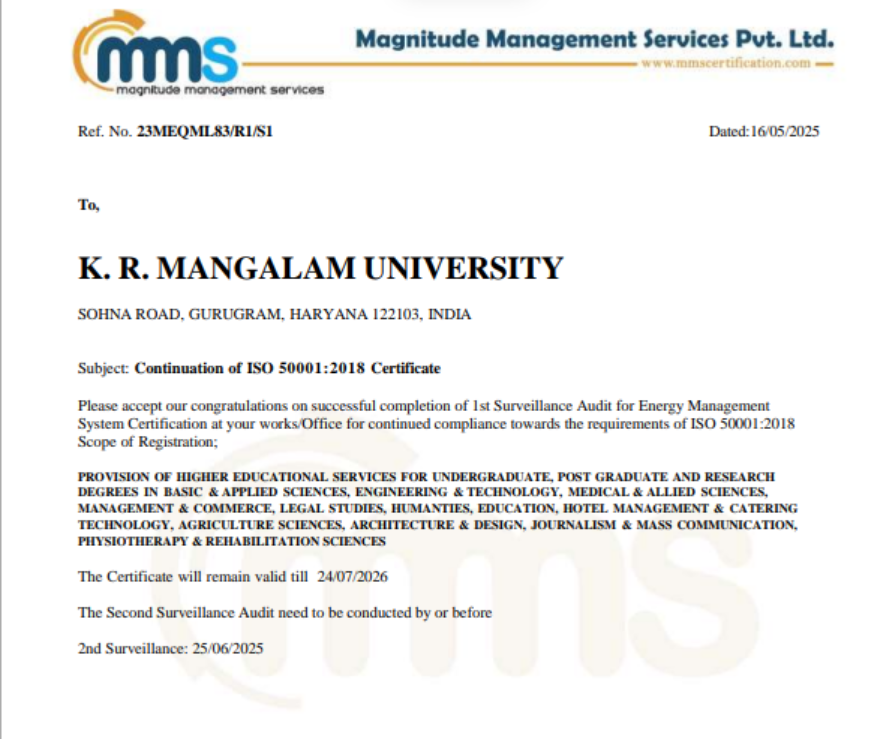 mms
magnitude management services
Magnitude Management Services Pvt. Ltd.
www.mmscertification.com
Ref. No. 23MEQML83/R1/S1
Dated:16/05/2025
To,
K. R. MANGALAM UNIVERSITY
SOHNA ROAD, GURUGRAM, HARYANA 122103, INDIA
Subject: Continuation of ISO 50001:2018 Certificate
Please accept our congratulations on successful completion of 1st Surveillance Audit for Energy Management
System Certification at your works/Office for continued compliance towards the requirements of ISO 50001:2018
Scope of Registration;
PROVISION OF HIGHER EDUCATIONAL SERVICES FOR UNDERGRADUATE, POST GRADUATE AND RESEARCH
DEGREES IN BASIC & APPLIED SCIENCES, ENGINEERING & TECHNOLOGY, MEDICAL & ALLIED SCIENCES,
MANAGEMENT & COMMERCE, LEGAL STUDIES, HUMANTIES, EDUCATION, HOTEL MANAGEMENT & CATERING
TECHNOLOGY, AGRICULTURE SCIENCES, ARCHITECTURE & DESIGN, JOURNALISM & MASS COMMUNICATION,
PHYSIOTHERAPY & REHABILITATION SCIENCES
The Certificate will remain valid till 24/07/2026
The Second Surveillance Audit need to be conducted by or before
2nd Surveillance: 25/06/2025
mms